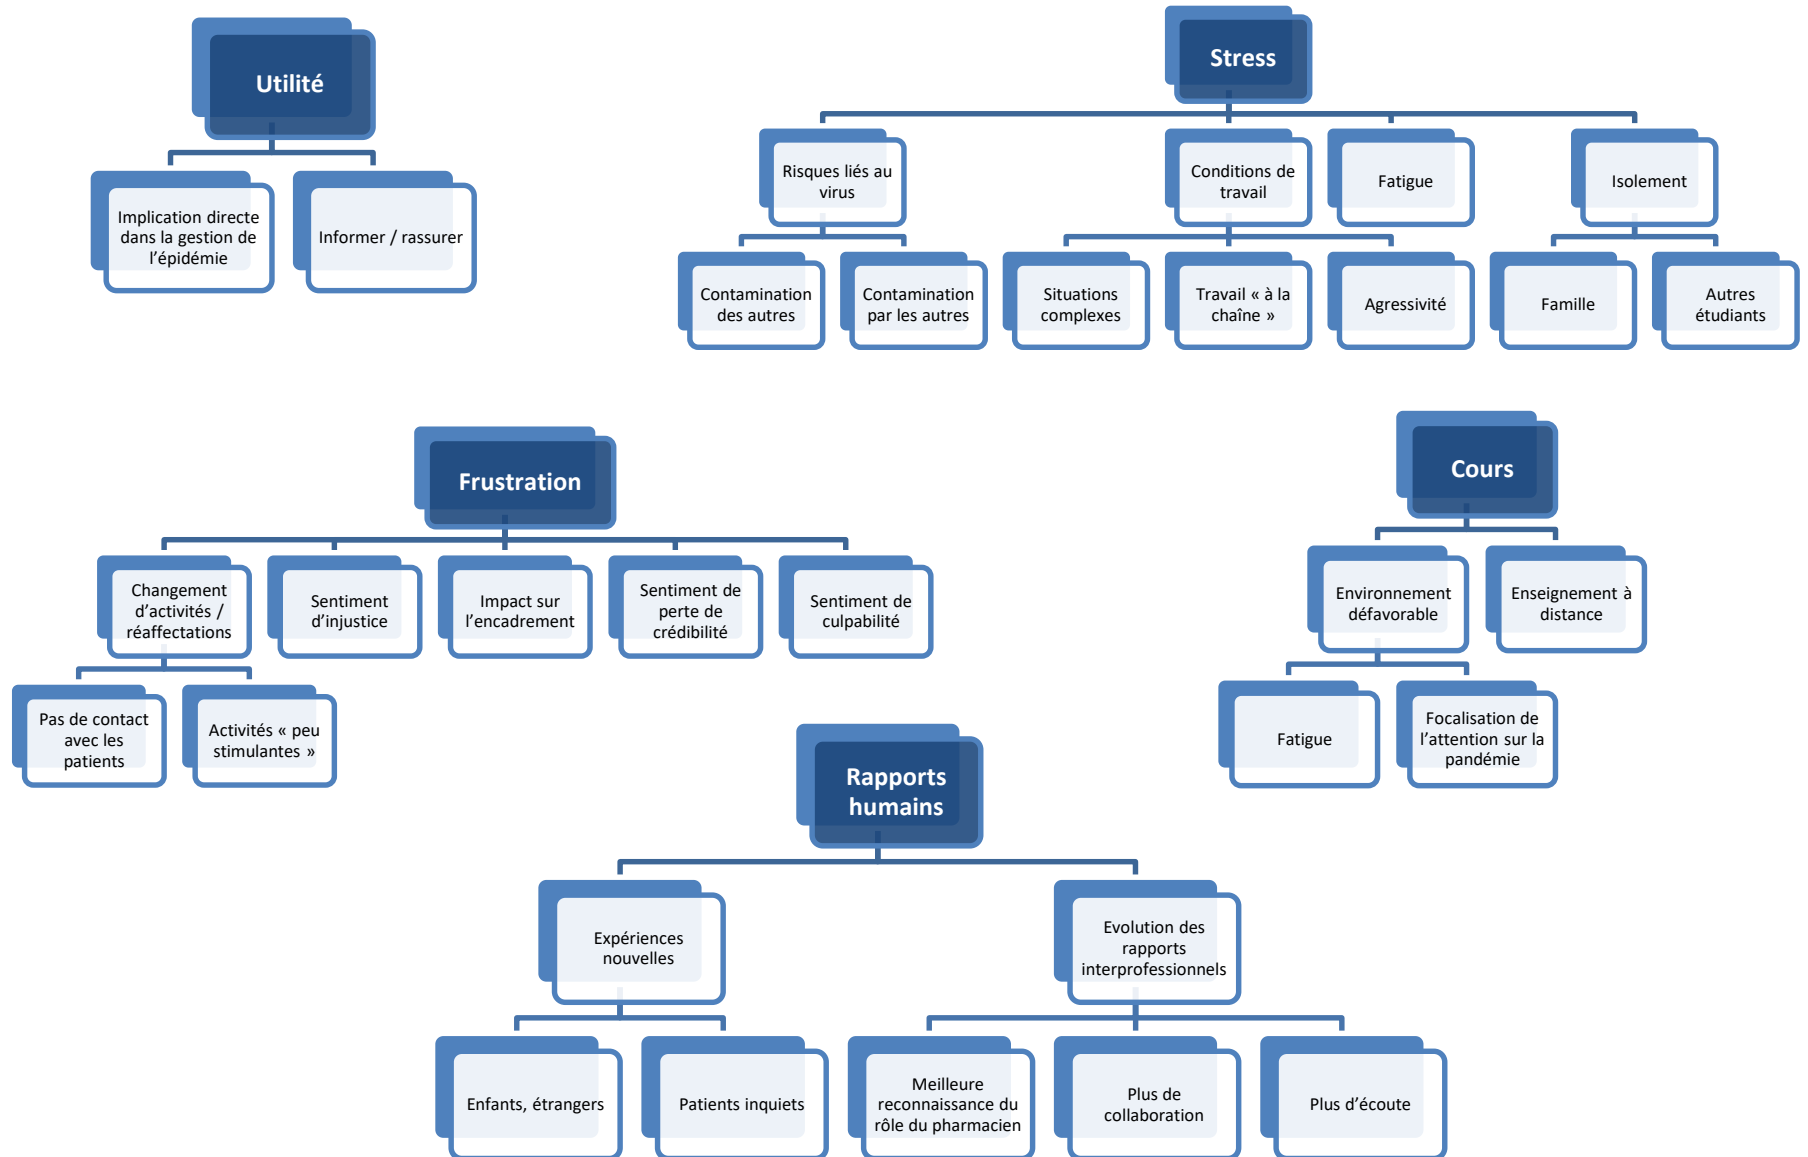 Utilité
Implication directe
dans la gestion de
l'épidémie
Informer / rassurer
Stress
Risques liés au
virus
Conditions de
travail
Fatigue
Isolement
Contamination
des autres
Contamination
par les autres
Situations
complexes
Travail « à la
chaîne »
Agressivité
Famille
Autres
étudiants
Frustration
Changement
d'activités /
réaffectations
Sentiment
d'injustice
Impact sur
l'encadrement
Sentiment de
perte de
crédibilité
Sentiment de
culpabilité
Pas de contact
avec les
patients
Activités « peu
stimulantes »
Cours
Environnement
défavorable
Enseignement à
distance
Fatigue
Focalisation de
l'attention sur la
pandémie
Rapports
humains
Expériences
nouvelles
Evolution des
rapports
interprofessionnels
Enfants, étrangers
Patients inquiets
Meilleure
reconnaissance du
rôle du pharmacien
Plus de
collaboration
Plus d'écoute